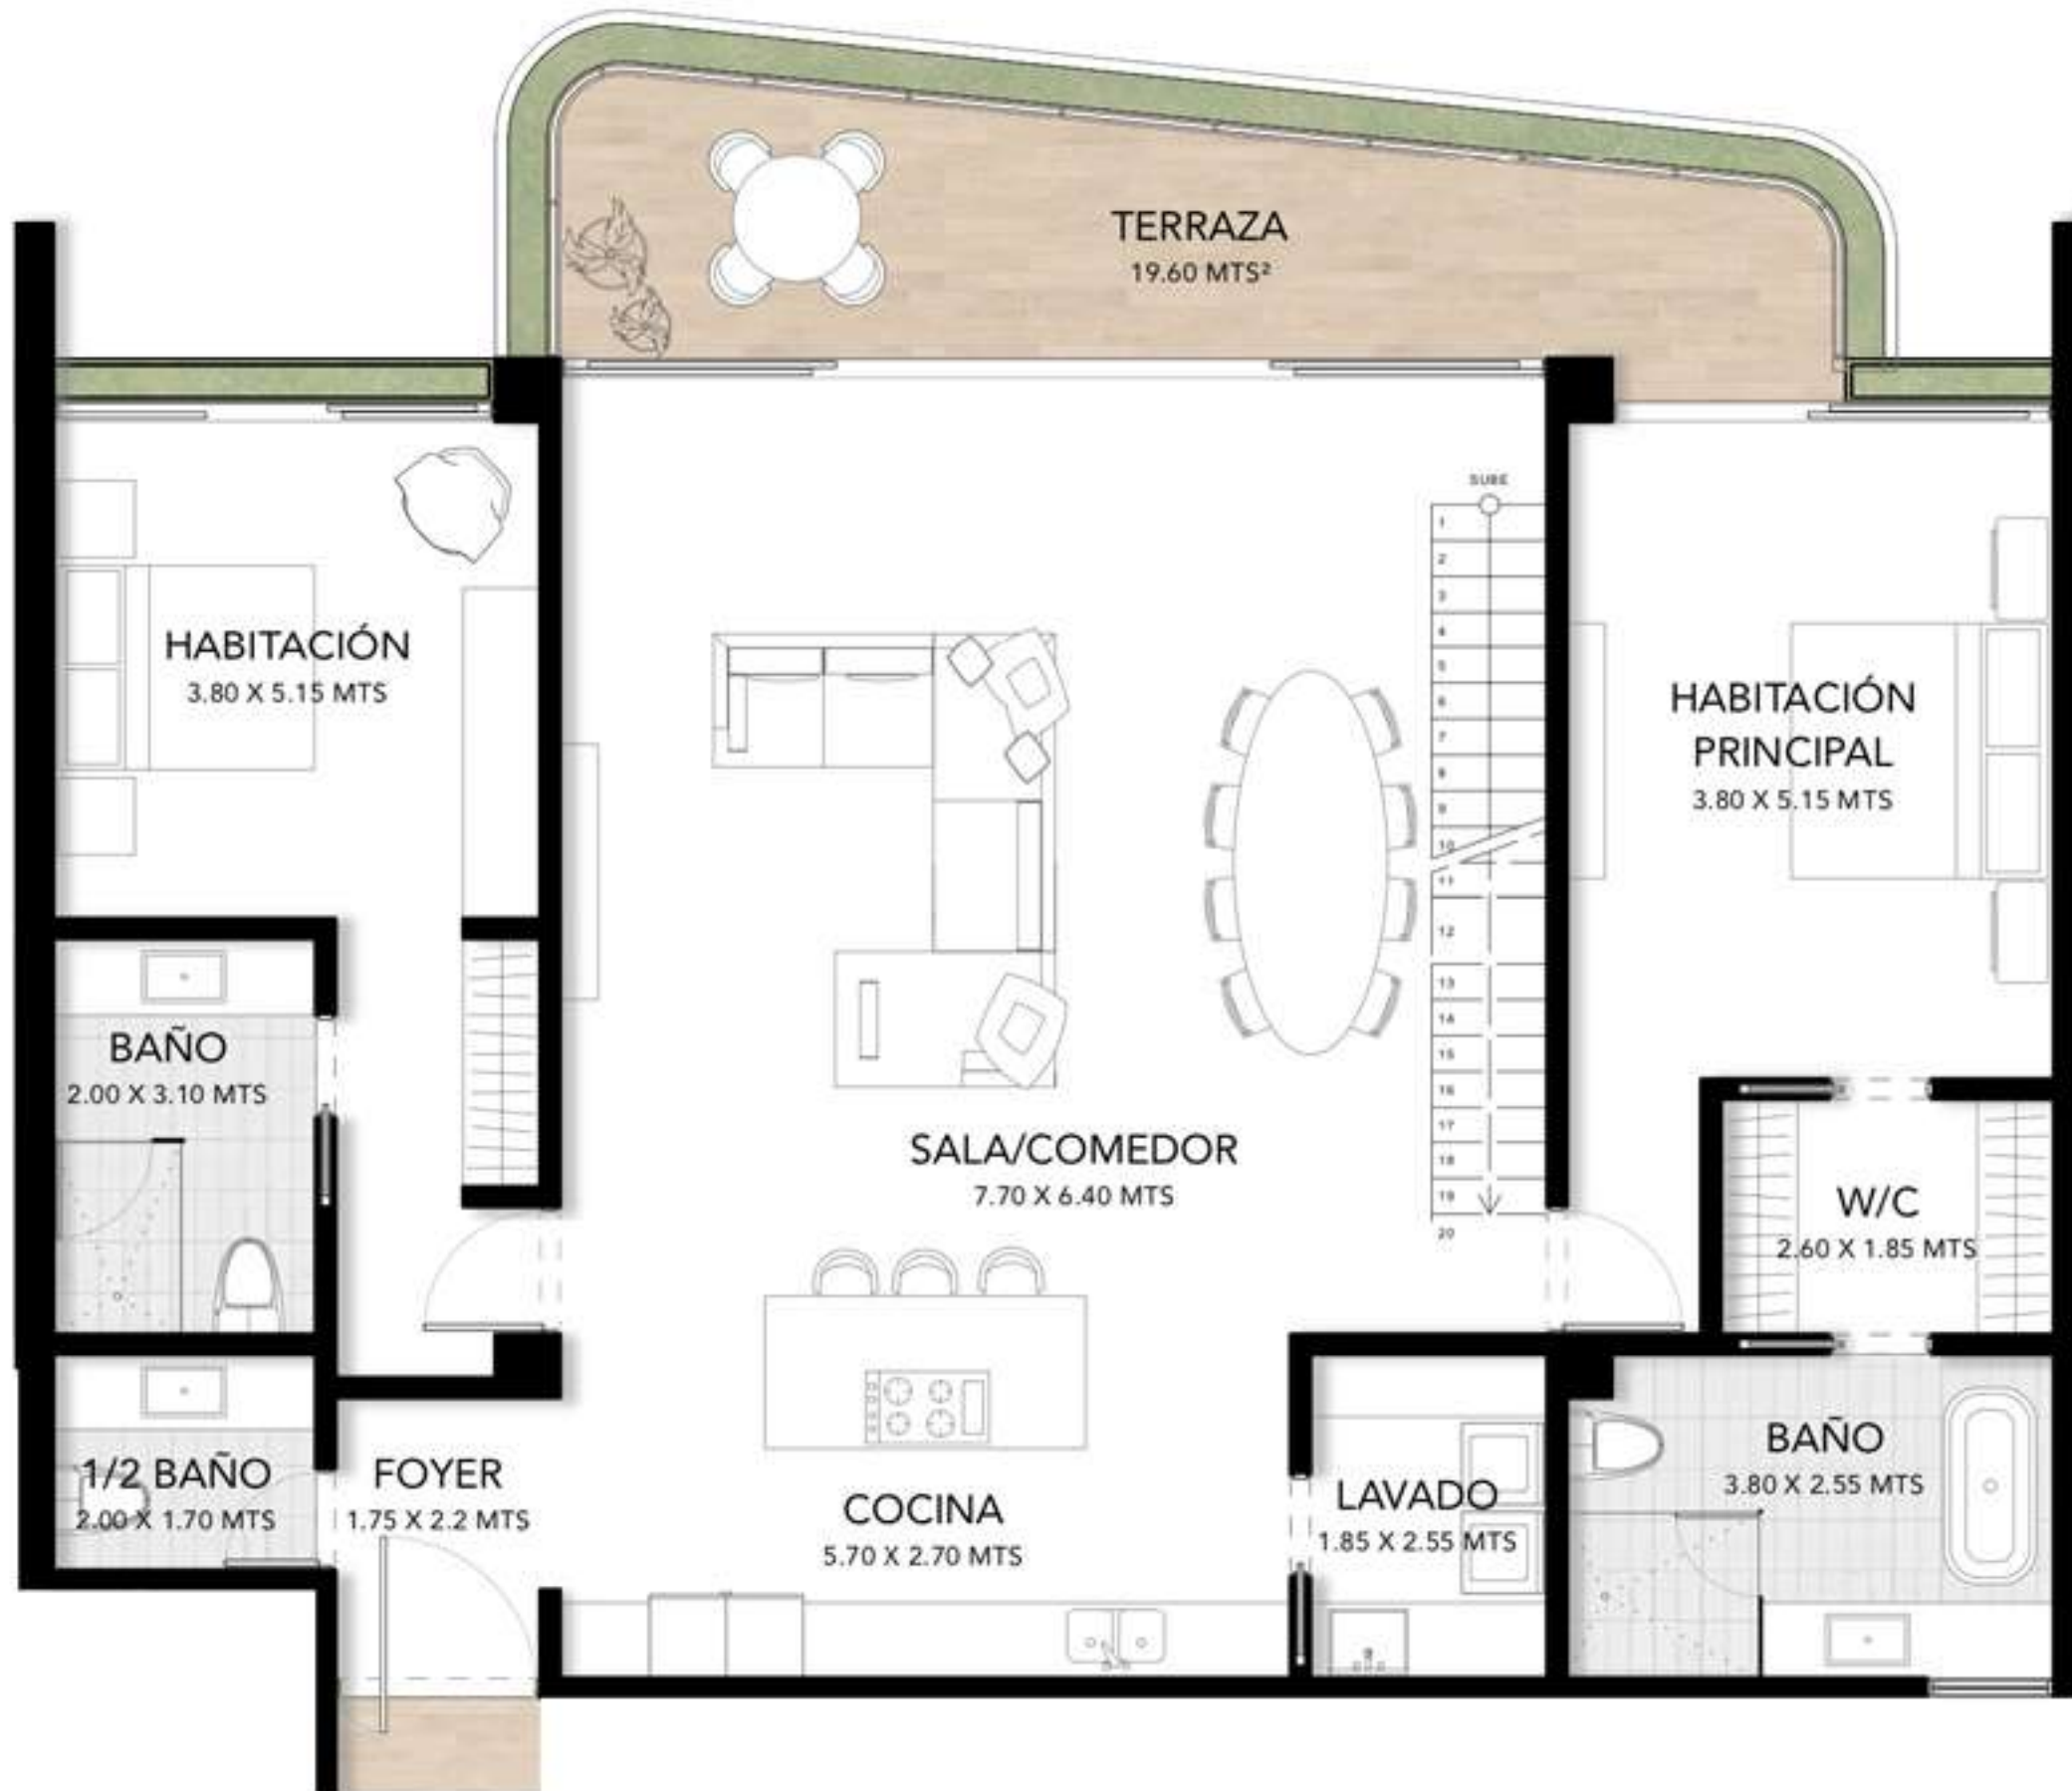 TERRAZA
19.60 MTS²
SUBE
1
2
3
4
5
6
7
8
9
10
11
12
13
14
15
16
17
18
19
20
HABITACIÓN
3.80 X 5.15 MTS
HABITACIÓN
PRINCIPAL
3.80 X 5.15 MTS
BAÑO
2.00 X 3.10 MTS
SALA/COMEDOR
7.70 X 6.40 MTS
W/C
2.60 X 1.85 MTS
1/2 BAÑO
2.00 X 1.70 MTS
FOYER
1.75 X 2.2 MTS
COCINA
5.70 X 2.70 MTS
LAVADO
1.85 X 2.55 MTS
BAÑO
3.80 X 2.55 MTS